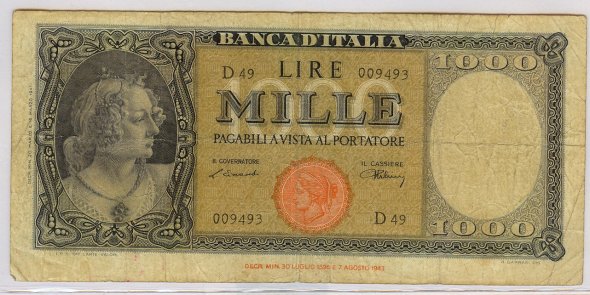 BANCA D'ITALIA
D 49 LIRE 009493
1000
MILLE
PAGABILI A VISTA AL PORTATORE
IL GOVERNATORE IL CASSIERE
009493 D 49
1000
DECR. MIN. 30 LUGLIO 1896 E 7 AGOSTO 1943